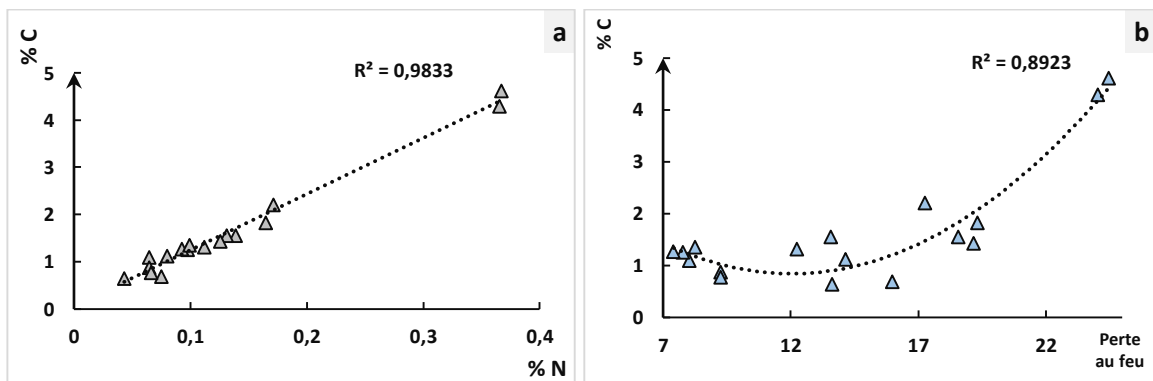 a
% C
R² = 0,9833
5
4
3
2
1
0
0 0,1 0,2 0,3 0,4
% N
b
% C
R² = 0,8923
5
4
3
2
1
0
7 12 17 22 Perte
au feu